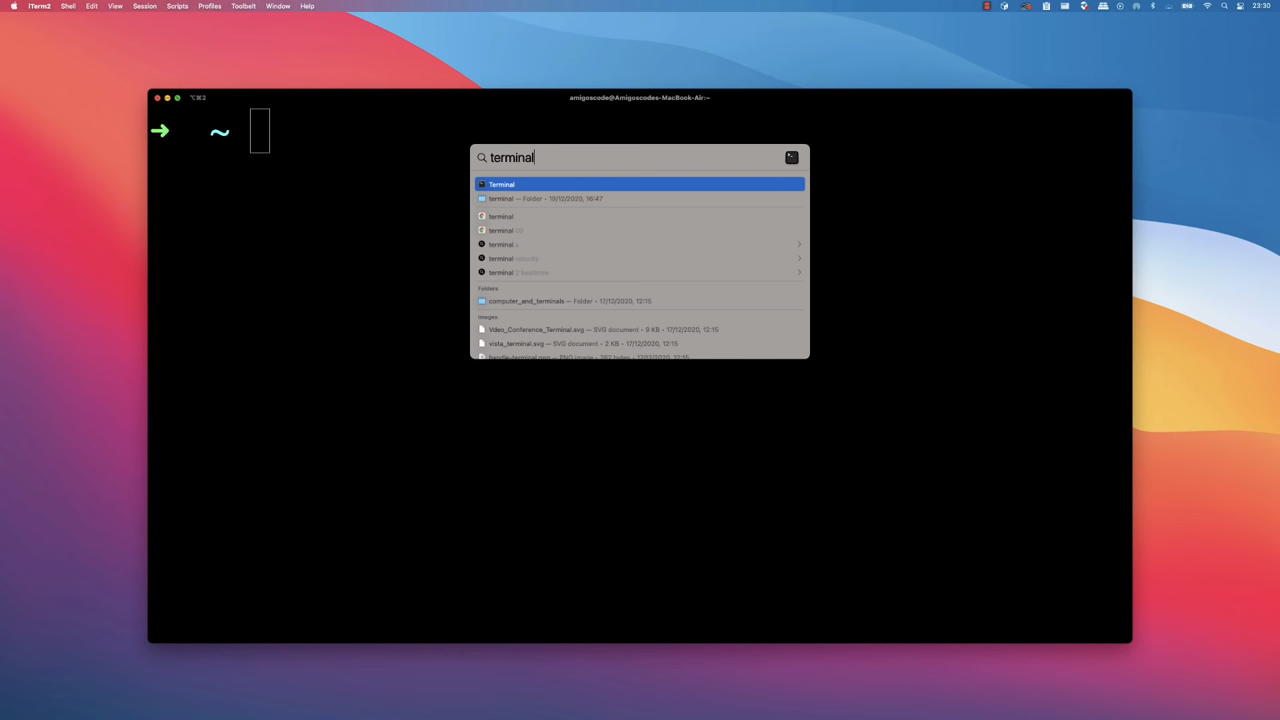 iTerm2 Shell Edit View Session Scripts Profiles Toolbelt Window Help 23:30
⌥⌘2 amigoscode@Amigoscodes-MacBook-Air:~
➜ ~
terminal
Terminal
terminal — Folder • 19/12/2020, 16:47
terminal
terminal
terminal
terminal velocity
terminal
Folders
computer_and_terminals — Folder • 17/12/2020, 12:15
Images
Vdeo_Conference_Terminal.svg — SVG document • 9 KB • 17/12/2020, 12:15
vista_terminal.svg — SVG document • 2 KB • 17/12/2020, 12:15